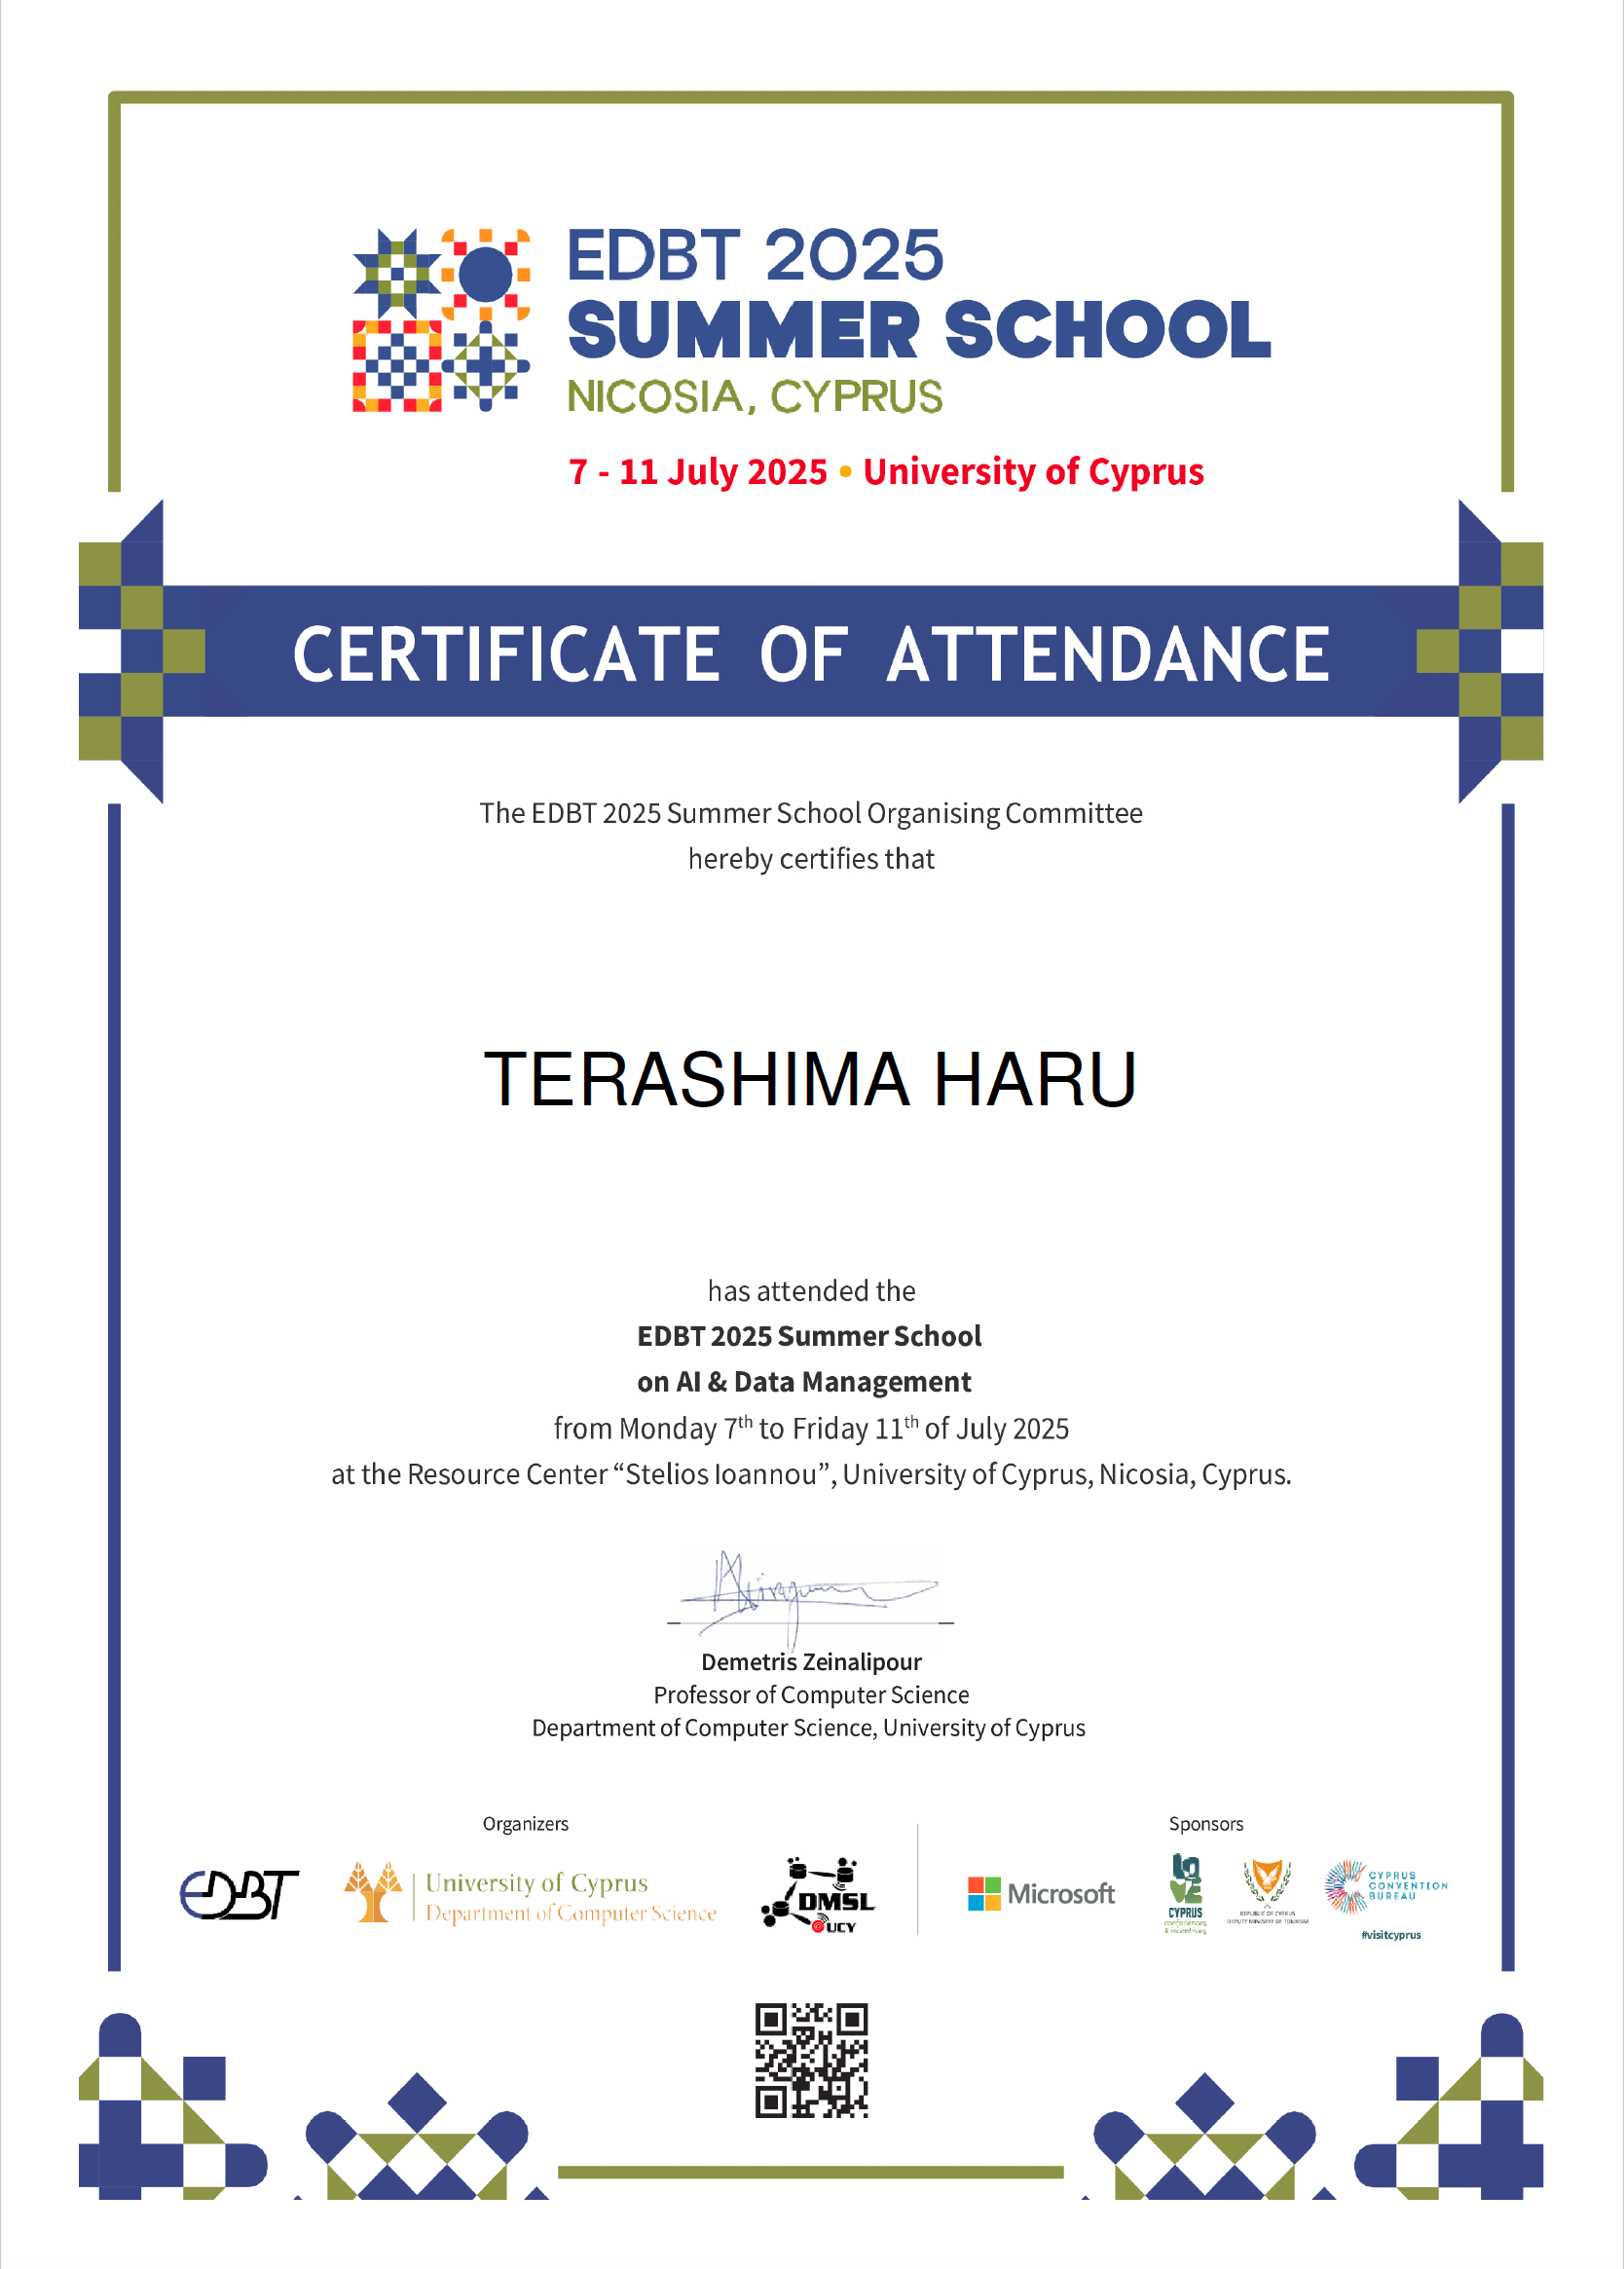 EDBT 2025
SUMMER SCHOOL
NICOSIA, CYPRUS
7 - 11 July 2025 • University of Cyprus
CERTIFICATE OF ATTENDANCE
The EDBT 2025 Summer School Organising Committee
hereby certifies that
TERASHIMA HARU
has attended the
EDBT 2025 Summer School
on AI & Data Management
from Monday 7th to Friday 11th of July 2025
at the Resource Center “Stelios Ioannou”, University of Cyprus, Nicosia, Cyprus.
Demetris Zeinalipour
Professor of Computer Science
Department of Computer Science, University of Cyprus
Organizers
Sponsors
EDBT
University of Cyprus
Department of Computer Science
DMSL
UCY
Microsoft
LOVE
CYPRUS
conferences
& incentives
REPUBLIC OF CYPRUS
DEPUTY MINISTRY OF TOURISM
CYPRUS
CONVENTION
BUREAU
#visitcyprus